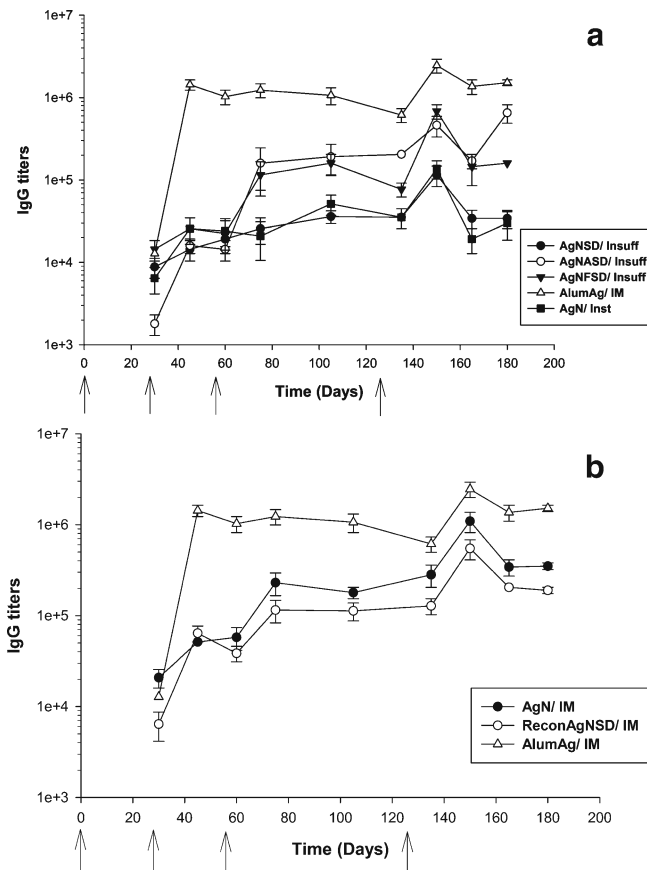 a
1e+7
1e+6
1e+5
1e+4
1e+3
IgG titers
0 20 40 60 80 100 120 140 160 180 200
Time (Days)
AgNSD/ Insuff
AgNASD/ Insuff
AgNFSD/ Insuff
AlumAg/ IM
AgN/ Inst
b
1e+7
1e+6
1e+5
1e+4
1e+3
IgG titers
0 20 40 60 80 100 120 140 160 180 200
Time (Days)
AgN/ IM
ReconAgNSD/ IM
AlumAg/ IM